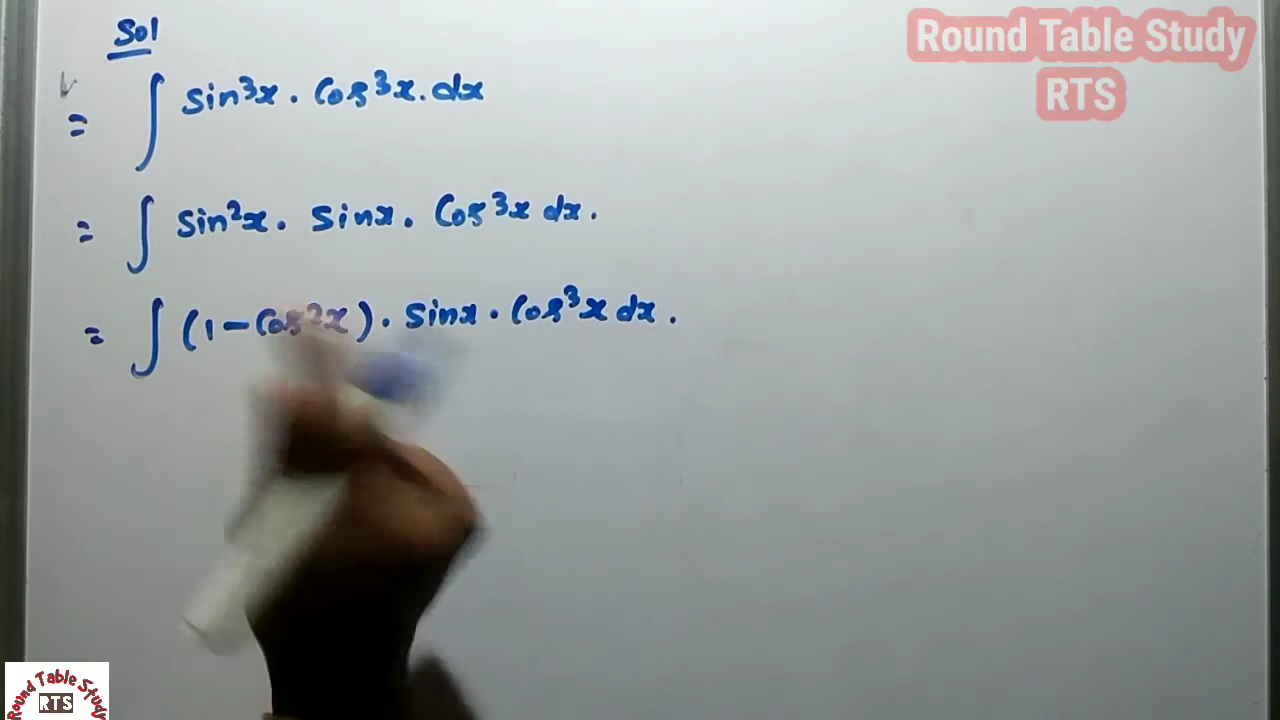 Sol
Round Table Study
RTS
= ∫ sin³x . Cos³x . dx
= ∫ sin²x . sinx . Cos³x dx .
= ∫ (1 - Cos²x) . sinx . Cos³x dx .
Round Table Study
RTS